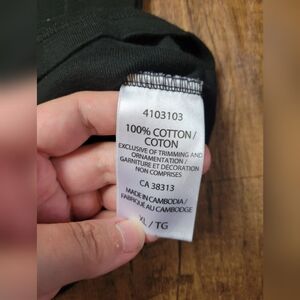 4103103
100% COTTON/
COTON
EXCLUSIVE OF TRIMMING AND
ORNAMENTATION/
GARNITURE ET DÉCORATION
NON COMPRISES
CA 38313
MADE IN CAMBODIA/
FABRIQUÉ AU CAMBODGE
XL/TG